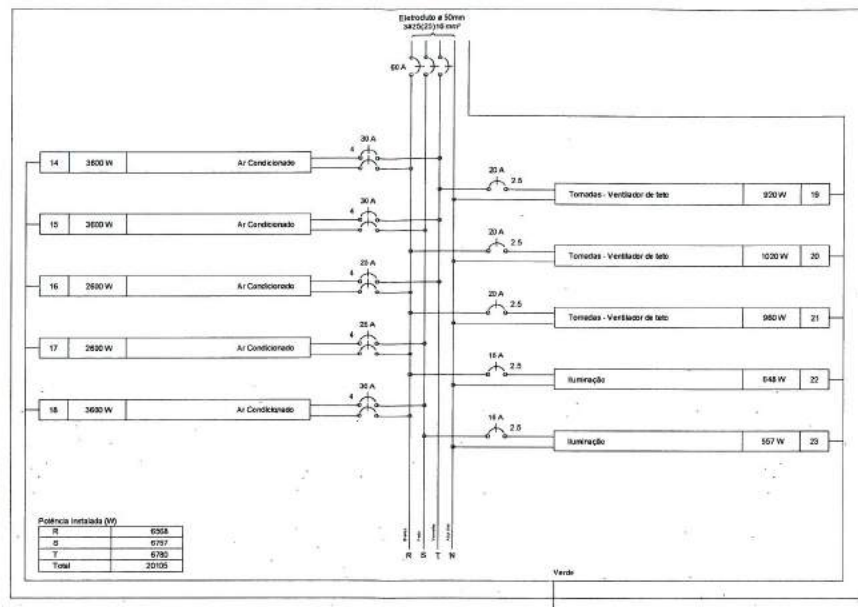 Eletroduto ø 50mm
3#25(25)16 mm²
60 A
30 A
4
14 3600 W Ar Condicionado
20 A
2.5
Tomadas - Ventilador de teto 920 W 19
30 A
4
15 3600 W Ar Condicionado
20 A
2.5
Tomadas - Ventilador de teto 1020 W 20
25 A
4
16 2600 W Ar Condicionado
20 A
2.5
Tomadas - Ventilador de teto 960 W 21
25 A
4
17 2600 W Ar Condicionado
15 A
2.5
Iluminação 648 W 22
30 A
4
18 3600 W Ar Condicionado
15 A
2.5
Iluminação 557 W 23
Potência Instalada (W)
R 6568
S 6757
T 6780
Total 20105
R S T N
Verde